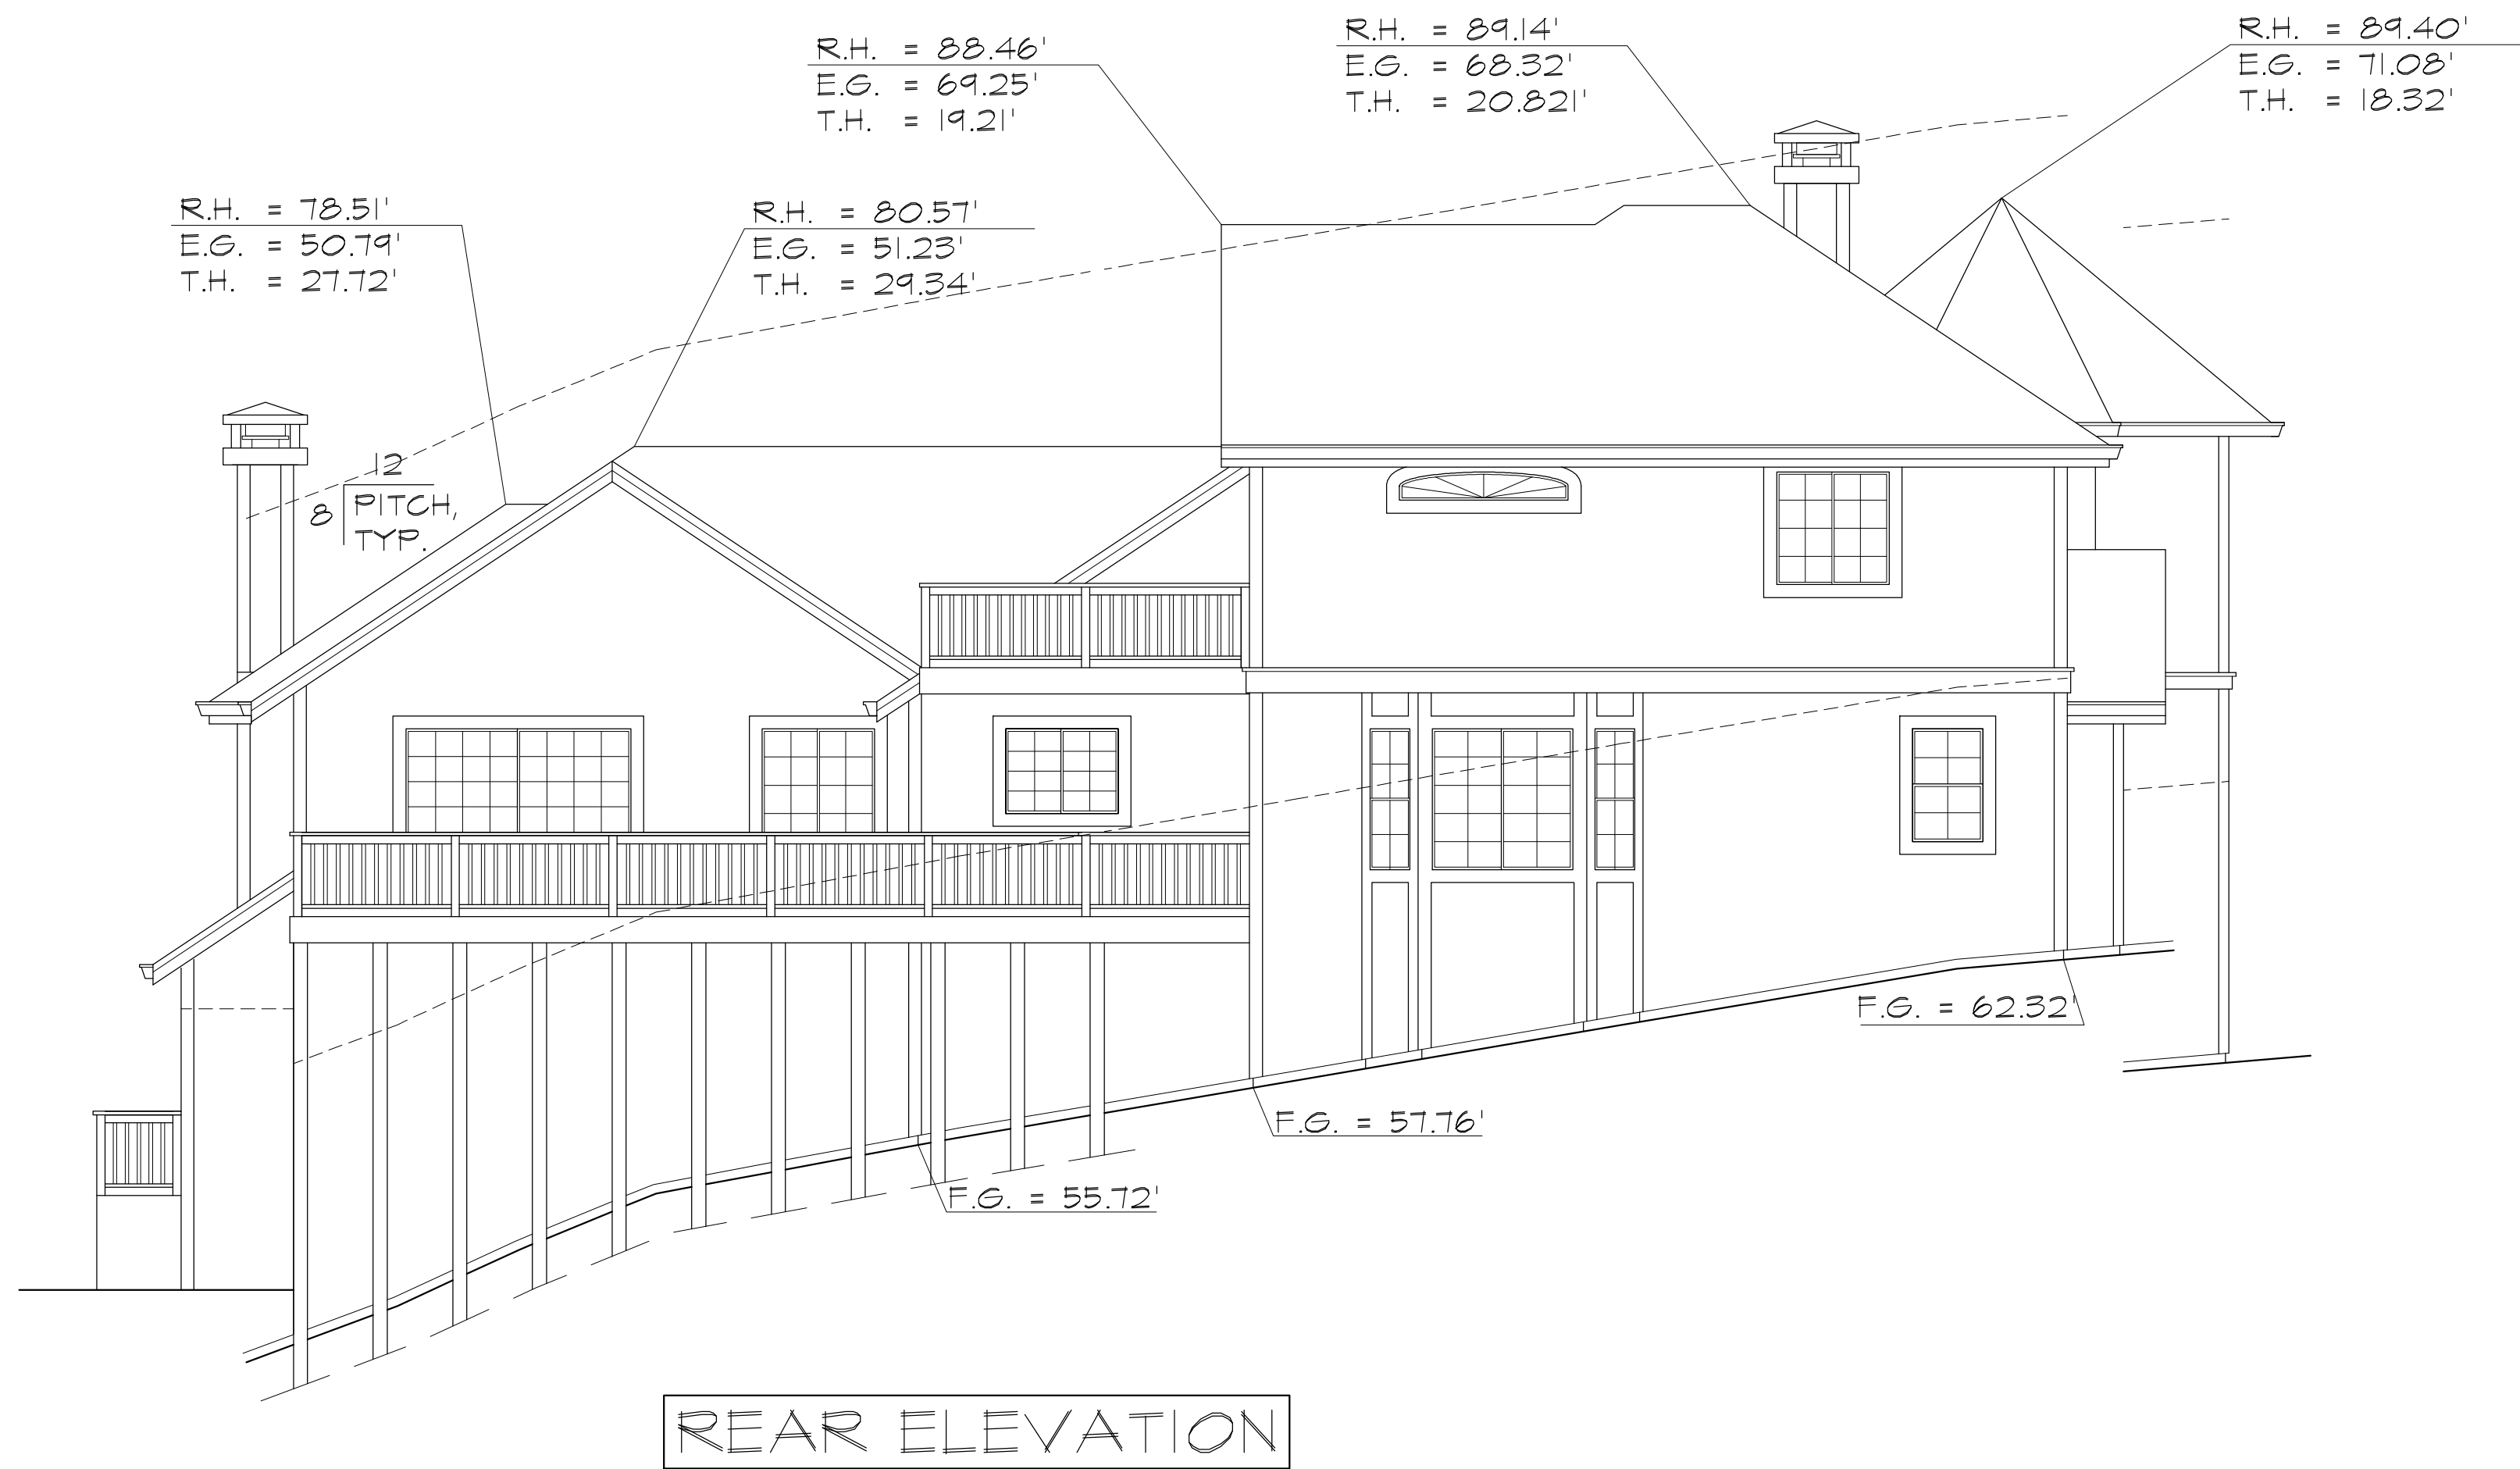 R.H. = 88.46'
E.G. = 69.25'
T.H. = 19.21'
R.H. = 89.14'
E.G. = 68.32'
T.H. = 20.821'
R.H. = 89.40'
E.G. = 71.08'
T.H. = 18.32'
R.H. = 78.51'
E.G. = 50.79'
T.H. = 27.72'
R.H. = 80.57'
E.G. = 51.23'
T.H. = 29.34'
12
8 PITCH,
TYP.
F.G. = 62.32'
F.G. = 57.76'
F.G. = 55.72'
REAR ELEVATION